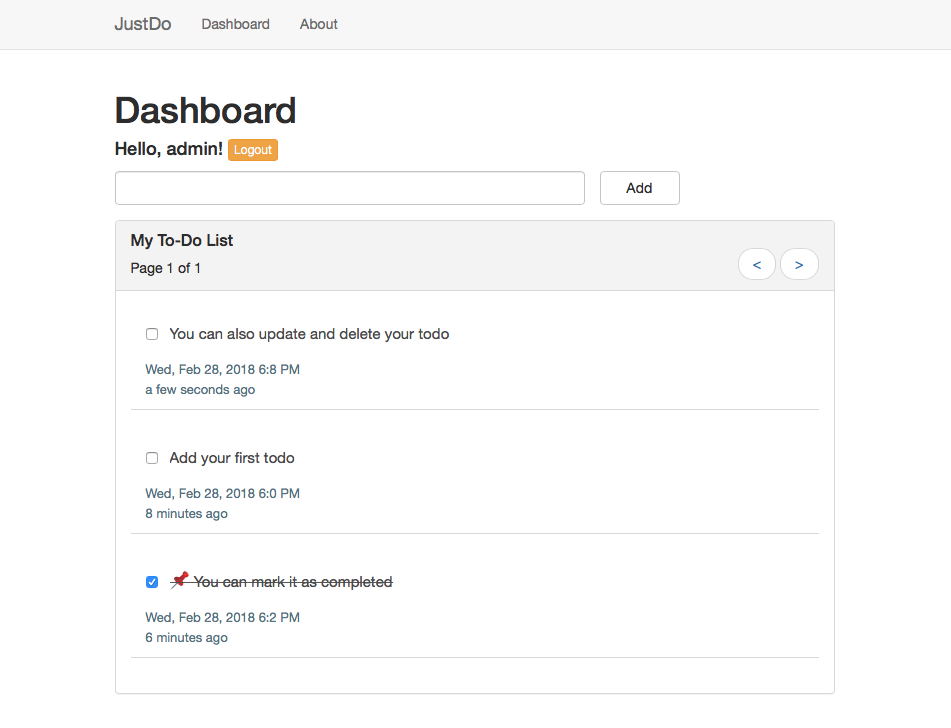 JustDo Dashboard About
Dashboard
Hello, admin! Logout
Add
My To-Do List
Page 1 of 1
< >
You can also update and delete your todo
Wed, Feb 28, 2018 6:8 PM
a few seconds ago
Add your first todo
Wed, Feb 28, 2018 6:0 PM
8 minutes ago
📌 You can mark it as completed
Wed, Feb 28, 2018 6:2 PM
6 minutes ago